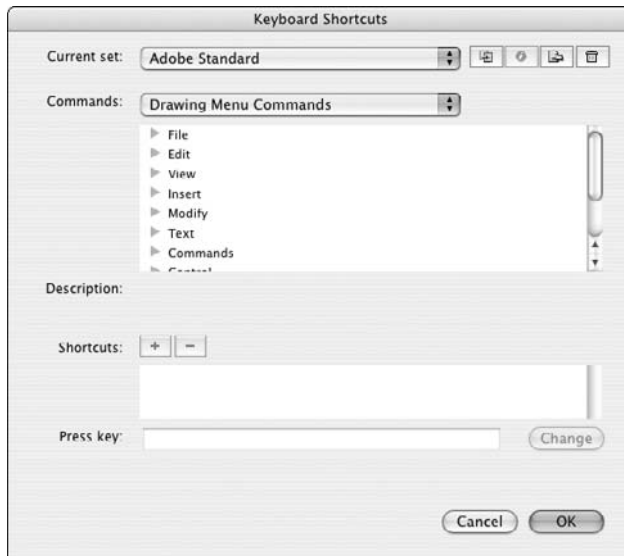 Keyboard Shortcuts
Current set: Adobe Standard
Commands: Drawing Menu Commands
File
Edit
View
Insert
Modify
Text
Commands
Control
Description:
Shortcuts: + −
Press key: Change
Cancel OK